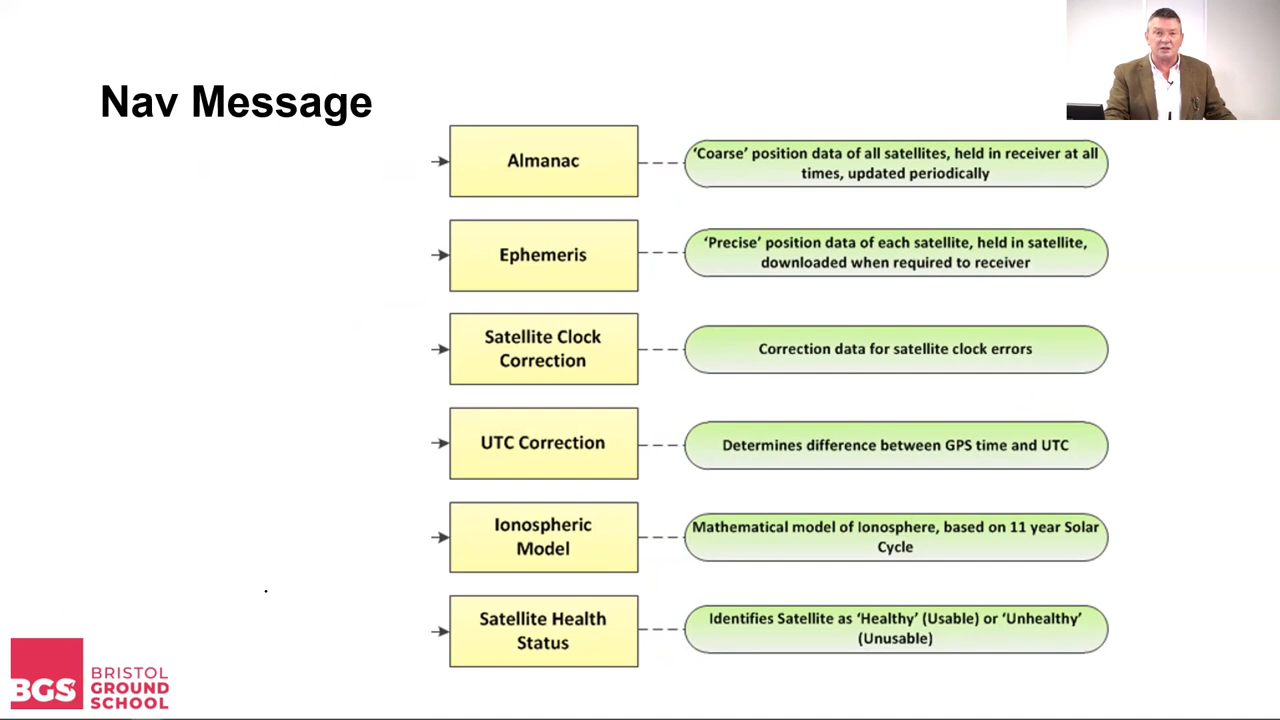 Nav Message
Almanac
‘Coarse’ position data of all satellites, held in receiver at all
times, updated periodically
Ephemeris
‘Precise’ position data of each satellite, held in satellite,
downloaded when required to receiver
Satellite Clock
Correction
Correction data for satellite clock errors
UTC Correction
Determines difference between GPS time and UTC
Ionospheric
Model
Mathematical model of Ionosphere, based on 11 year Solar
Cycle
Satellite Health
Status
Identifies Satellite as ‘Healthy’ (Usable) or ‘Unhealthy’
(Unusable)
BGS
BRISTOL
GROUND
SCHOOL